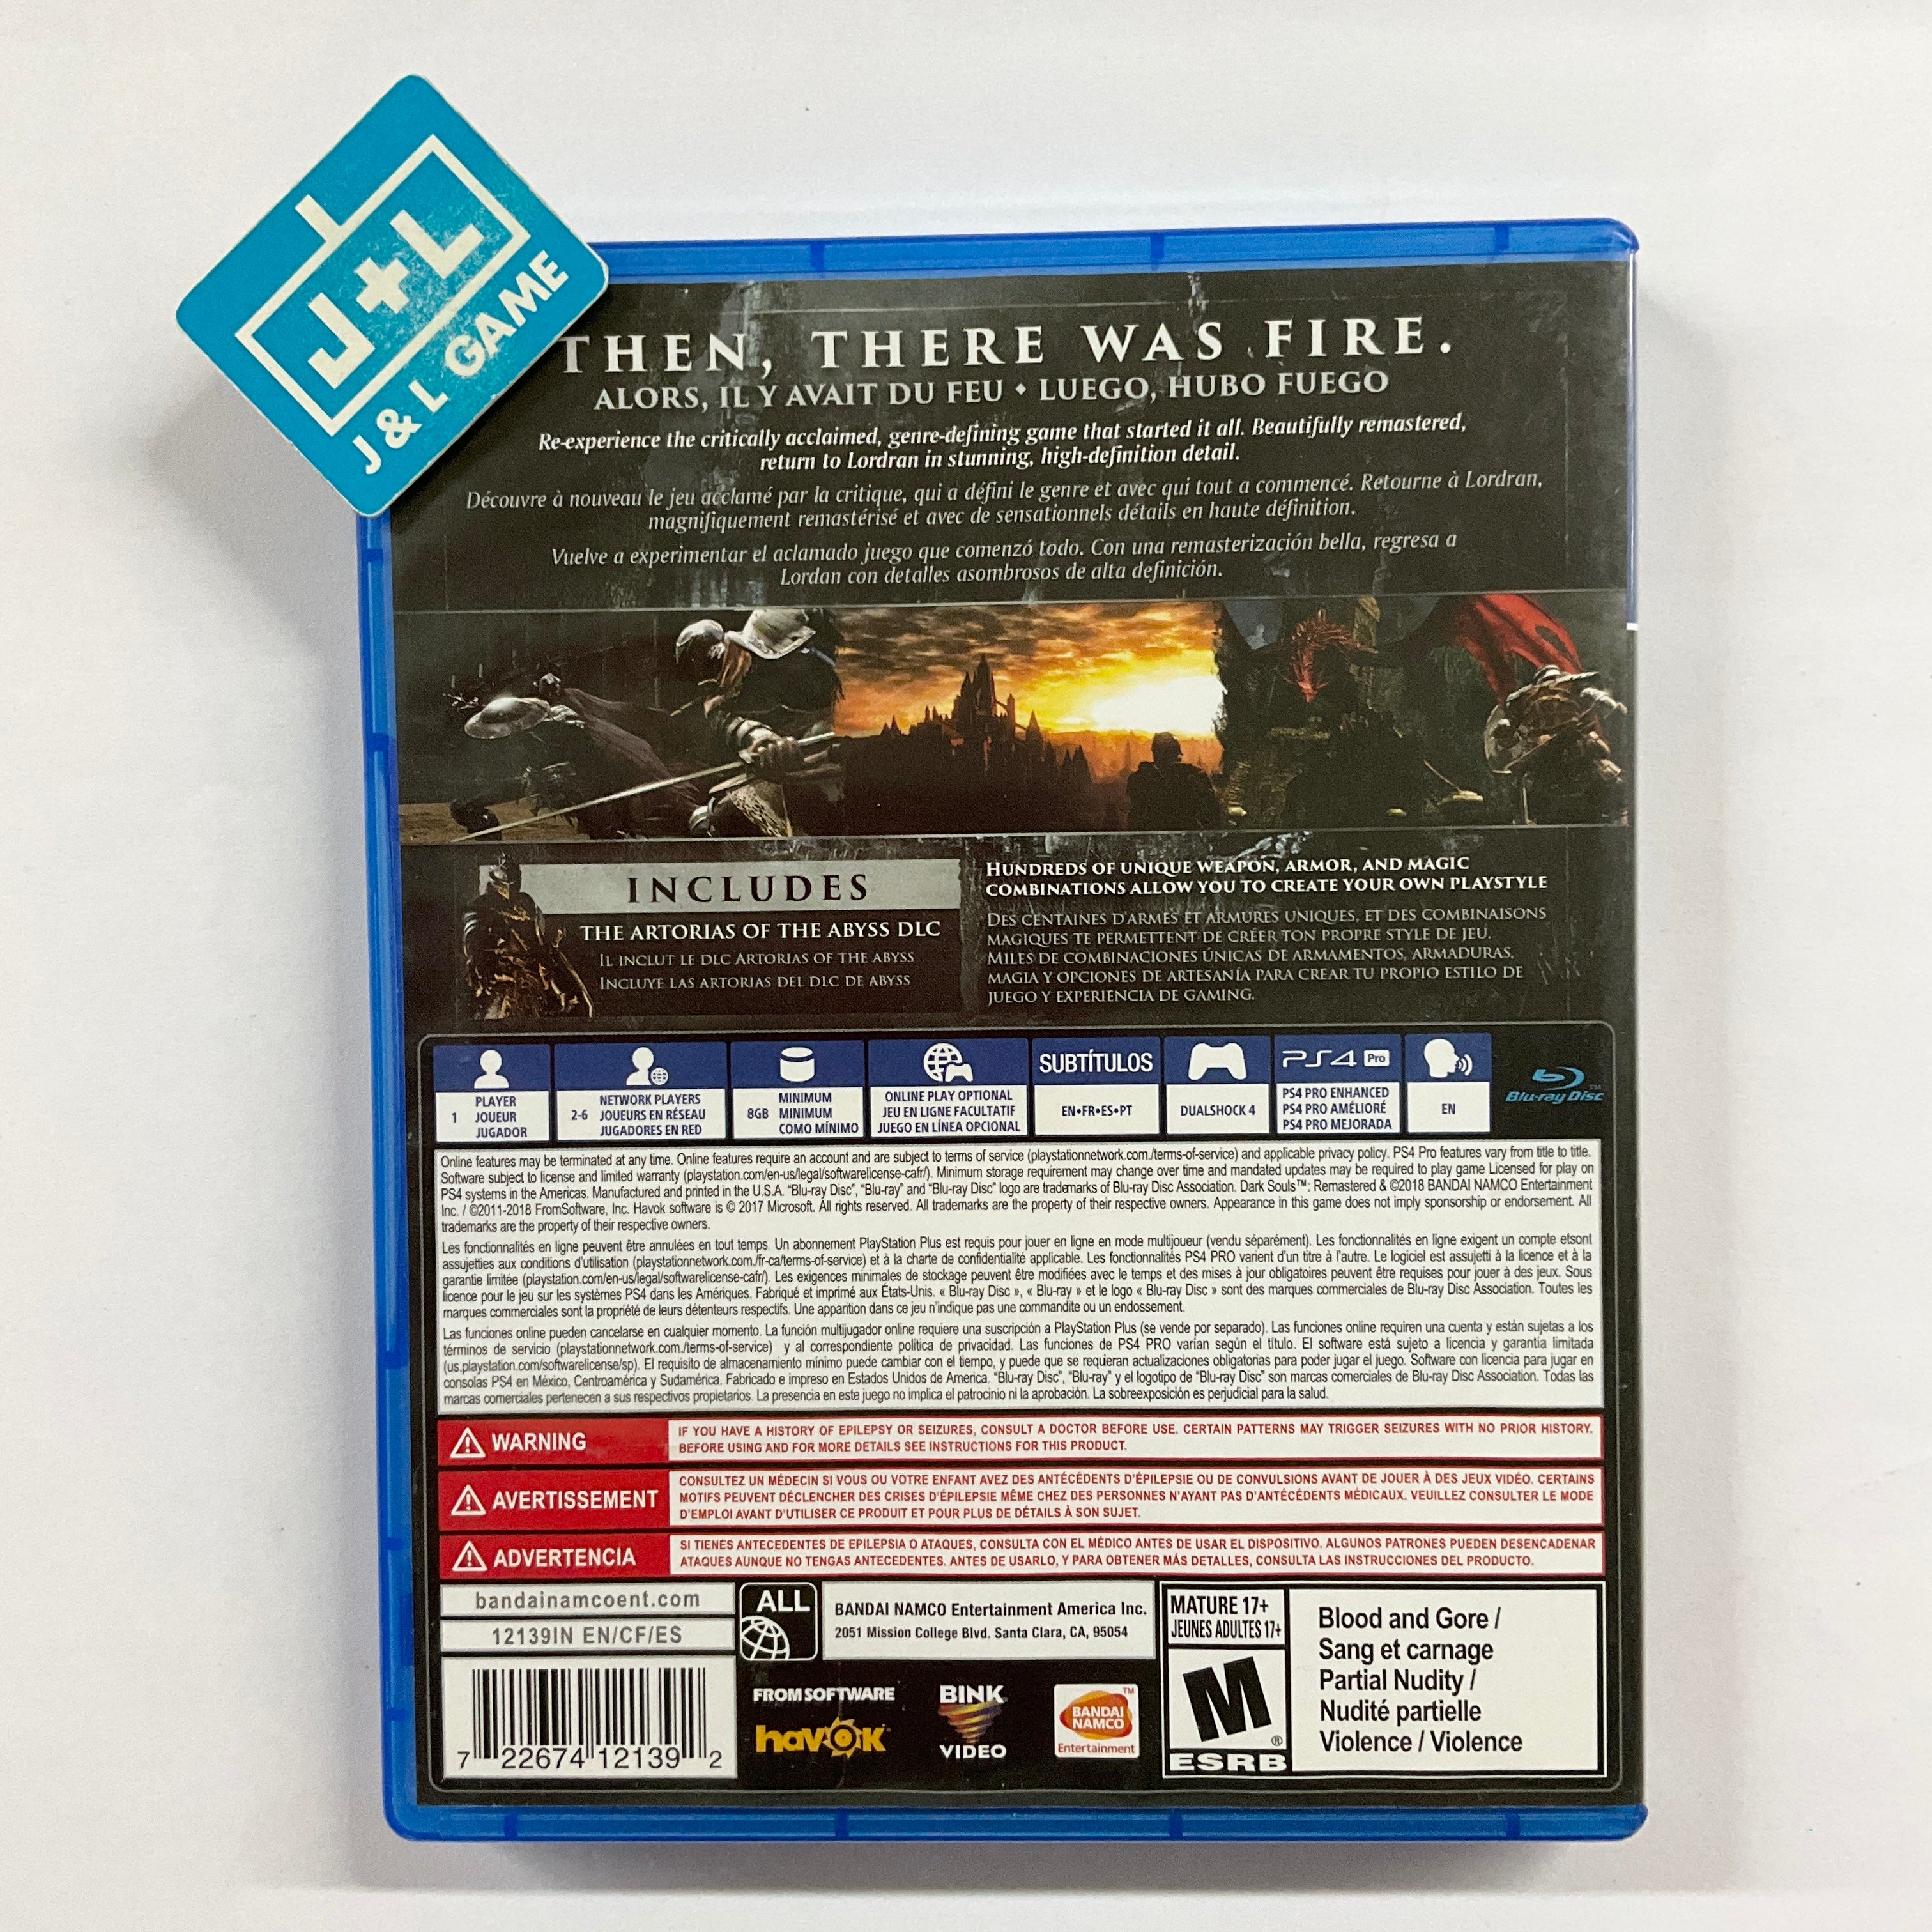 J+L
J & L GAME
THEN, THERE WAS FIRE.
ALORS, IL Y AVAIT DU FEU • LUEGO, HUBO FUEGO
Re-experience the critically acclaimed, genre-defining game that started it all. Beautifully remastered,
return to Lordran in stunning, high-definition detail.
Découvre à nouveau le jeu acclamé par la critique, qui a défini le genre et avec qui tout a commencé. Retourne à Lordran,
magnifiquement remastérisé et avec de sensationnels détails en haute définition.
Vuelve a experimentar el aclamado juego que comenzó todo. Con una remasterización bella, regresa a
Lordan con detalles asombrosos de alta definición.
INCLUDES
THE ARTORIAS OF THE ABYSS DLC
IL INCLUT LE DLC ARTORIAS OF THE ABYSS
INCLUYE LAS ARTORIAS DEL DLC DE ABYSS
HUNDREDS OF UNIQUE WEAPON, ARMOR, AND MAGIC
COMBINATIONS ALLOW YOU TO CREATE YOUR OWN PLAYSTYLE
DES CENTAINES D'ARMES ET ARMURES UNIQUES, ET DES COMBINAISONS
MAGIQUES TE PERMETTENT DE CRÉER TON PROPRE STYLE DE JEU.
MILES DE COMBINACIONES ÚNICAS DE ARMAMENTOS, ARMADURAS,
MAGIA Y OPCIONES DE ARTESANÍA PARA CREAR TU PROPIO ESTILO DE
JUEGO Y EXPERIENCIA DE GAMING.
1 PLAYER
JOUEUR
JUGADOR
2-6 NETWORK PLAYERS
JOUEURS EN RÉSEAU
JUGADORES EN RED
8GB MINIMUM
MINIMUM
COMO MÍNIMO
ONLINE PLAY OPTIONAL
JEU EN LIGNE FACULTATIF
JUEGO EN LÍNEA OPCIONAL
SUBTÍTULOS
EN•FR•ES•PT
DUALSHOCK 4
PS4 Pro
PS4 PRO ENHANCED
PS4 PRO AMÉLIORÉ
PS4 PRO MEJORADA
EN
Blu-ray Disc™
Online features may be terminated at any time. Online features require an account and are subject to terms of service (playstationnetwork.com./terms-of-service) and applicable privacy policy. PS4 Pro features vary from title to title.
Software subject to license and limited warranty (playstation.com/en-us/legal/softwarelicense-cafr/). Minimum storage requirement may change over time and mandated updates may be required to play game Licensed for play on
PS4 systems in the Americas. Manufactured and printed in the U.S.A. "Blu-ray Disc", "Blu-ray" and "Blu-ray Disc" logo are trademarks of Blu-ray Disc Association. Dark Souls™: Remastered & ©2018 BANDAI NAMCO Entertainment
Inc. / ©2011-2018 FromSoftware, Inc. Havok software is © 2017 Microsoft. All rights reserved. All trademarks are the property of their respective owners. Appearance in this game does not imply sponsorship or endorsement. All
trademarks are the property of their respective owners.
Les fonctionnalités en ligne peuvent être annulées en tout temps. Un abonnement PlayStation Plus est requis pour jouer en ligne en mode multijoueur (vendu séparément). Les fonctionnalités en ligne exigent un compte etsont
assujetties aux conditions d'utilisation (playstationnetwork.com./fr-ca/terms-of-service) et à la charte de confidentialité applicable. Les fonctionnalités PS4 PRO varient d'un titre à l'autre. Le logiciel est assujetti à la licence et à la
garantie limitée (playstation.com/en-us/legal/softwarelicense-cafr/). Les exigences minimales de stockage peuvent être modifiées avec le temps et des mises à jour obligatoires peuvent être requises pour jouer à des jeux. Sous
licence pour le jeu sur les systèmes PS4 dans les Amériques. Fabriqué et imprimé aux États-Unis. « Blu-ray Disc », « Blu-ray » et le logo « Blu-ray Disc » sont des marques commerciales de Blu-ray Disc Association. Toutes les
marques commerciales sont la propriété de leurs détenteurs respectifs. Une apparition dans ce jeu n'indique pas une commandite ou un endossement.
Las funciones online pueden cancelarse en cualquier momento. La función multijugador online requiere una suscripción a PlayStation Plus (se vende por separado). Las funciones online requiren una cuenta y están sujetas a los
términos de servicio (playstationnetwork.com./terms-of-service) y al correspondiente política de privacidad. Las funciones de PS4 PRO varían según el título. El software está sujeto a licencia y garantía limitada
(us.playstation.com/softwarelicense/sp). El requisito de almacenamiento mínimo puede cambiar con el tiempo, y puede que se requieran actualizaciones obligatorias para poder jugar el juego. Software con licencia para jugar en
consolas PS4 en México, Centroamérica y Sudamérica. Fabricado e impreso en Estados Unidos de America. "Blu-ray Disc", "Blu-ray" y el logotipo de "Blu-ray Disc" son marcas comerciales de Blu-ray Disc Association. Todas las
marcas comerciales pertenecen a sus respectivos propietarios. La presencia en este juego no implica el patrocinio ni la aprobación. La sobreexposición es perjudicial para la salud.
WARNING
IF YOU HAVE A HISTORY OF EPILEPSY OR SEIZURES, CONSULT A DOCTOR BEFORE USE. CERTAIN PATTERNS MAY TRIGGER SEIZURES WITH NO PRIOR HISTORY.
BEFORE USING AND FOR MORE DETAILS SEE INSTRUCTIONS FOR THIS PRODUCT.
AVERTISSEMENT
CONSULTEZ UN MÉDECIN SI VOUS OU VOTRE ENFANT AVEZ DES ANTÉCÉDENTS D'ÉPILEPSIE OU DE CONVULSIONS AVANT DE JOUER À DES JEUX VIDÉO. CERTAINS
MOTIFS PEUVENT DÉCLENCHER DES CRISES D'ÉPILEPSIE MÊME CHEZ DES PERSONNES N'AYANT PAS D'ANTÉCÉDENTS MÉDICAUX. VEUILLEZ CONSULTER LE MODE
D'EMPLOI AVANT D'UTILISER CE PRODUIT ET POUR PLUS DE DÉTAILS À SON SUJET.
ADVERTENCIA
SI TIENES ANTECEDENTES DE EPILEPSIA O ATAQUES, CONSULTA CON EL MÉDICO ANTES DE USAR EL DISPOSITIVO. ALGUNOS PATRONES PUEDEN DESENCADENAR
ATAQUES AUNQUE NO TENGAS ANTECEDENTES. ANTES DE USARLO, Y PARA OBTENER MÁS DETALLES, CONSULTA LAS INSTRUCCIONES DEL PRODUCTO.
bandainamcoent.com
12139IN EN/CF/ES
7 22674 12139 2
ALL
BANDAI NAMCO Entertainment America Inc.
2051 Mission College Blvd. Santa Clara, CA, 95054
FROMSOFTWARE
havok
BINK
VIDEO
BANDAI
NAMCO
Entertainment
™
MATURE 17+
JEUNES ADULTES 17+
M
®
ESRB
Blood and Gore /
Sang et carnage
Partial Nudity /
Nudité partielle
Violence / Violence